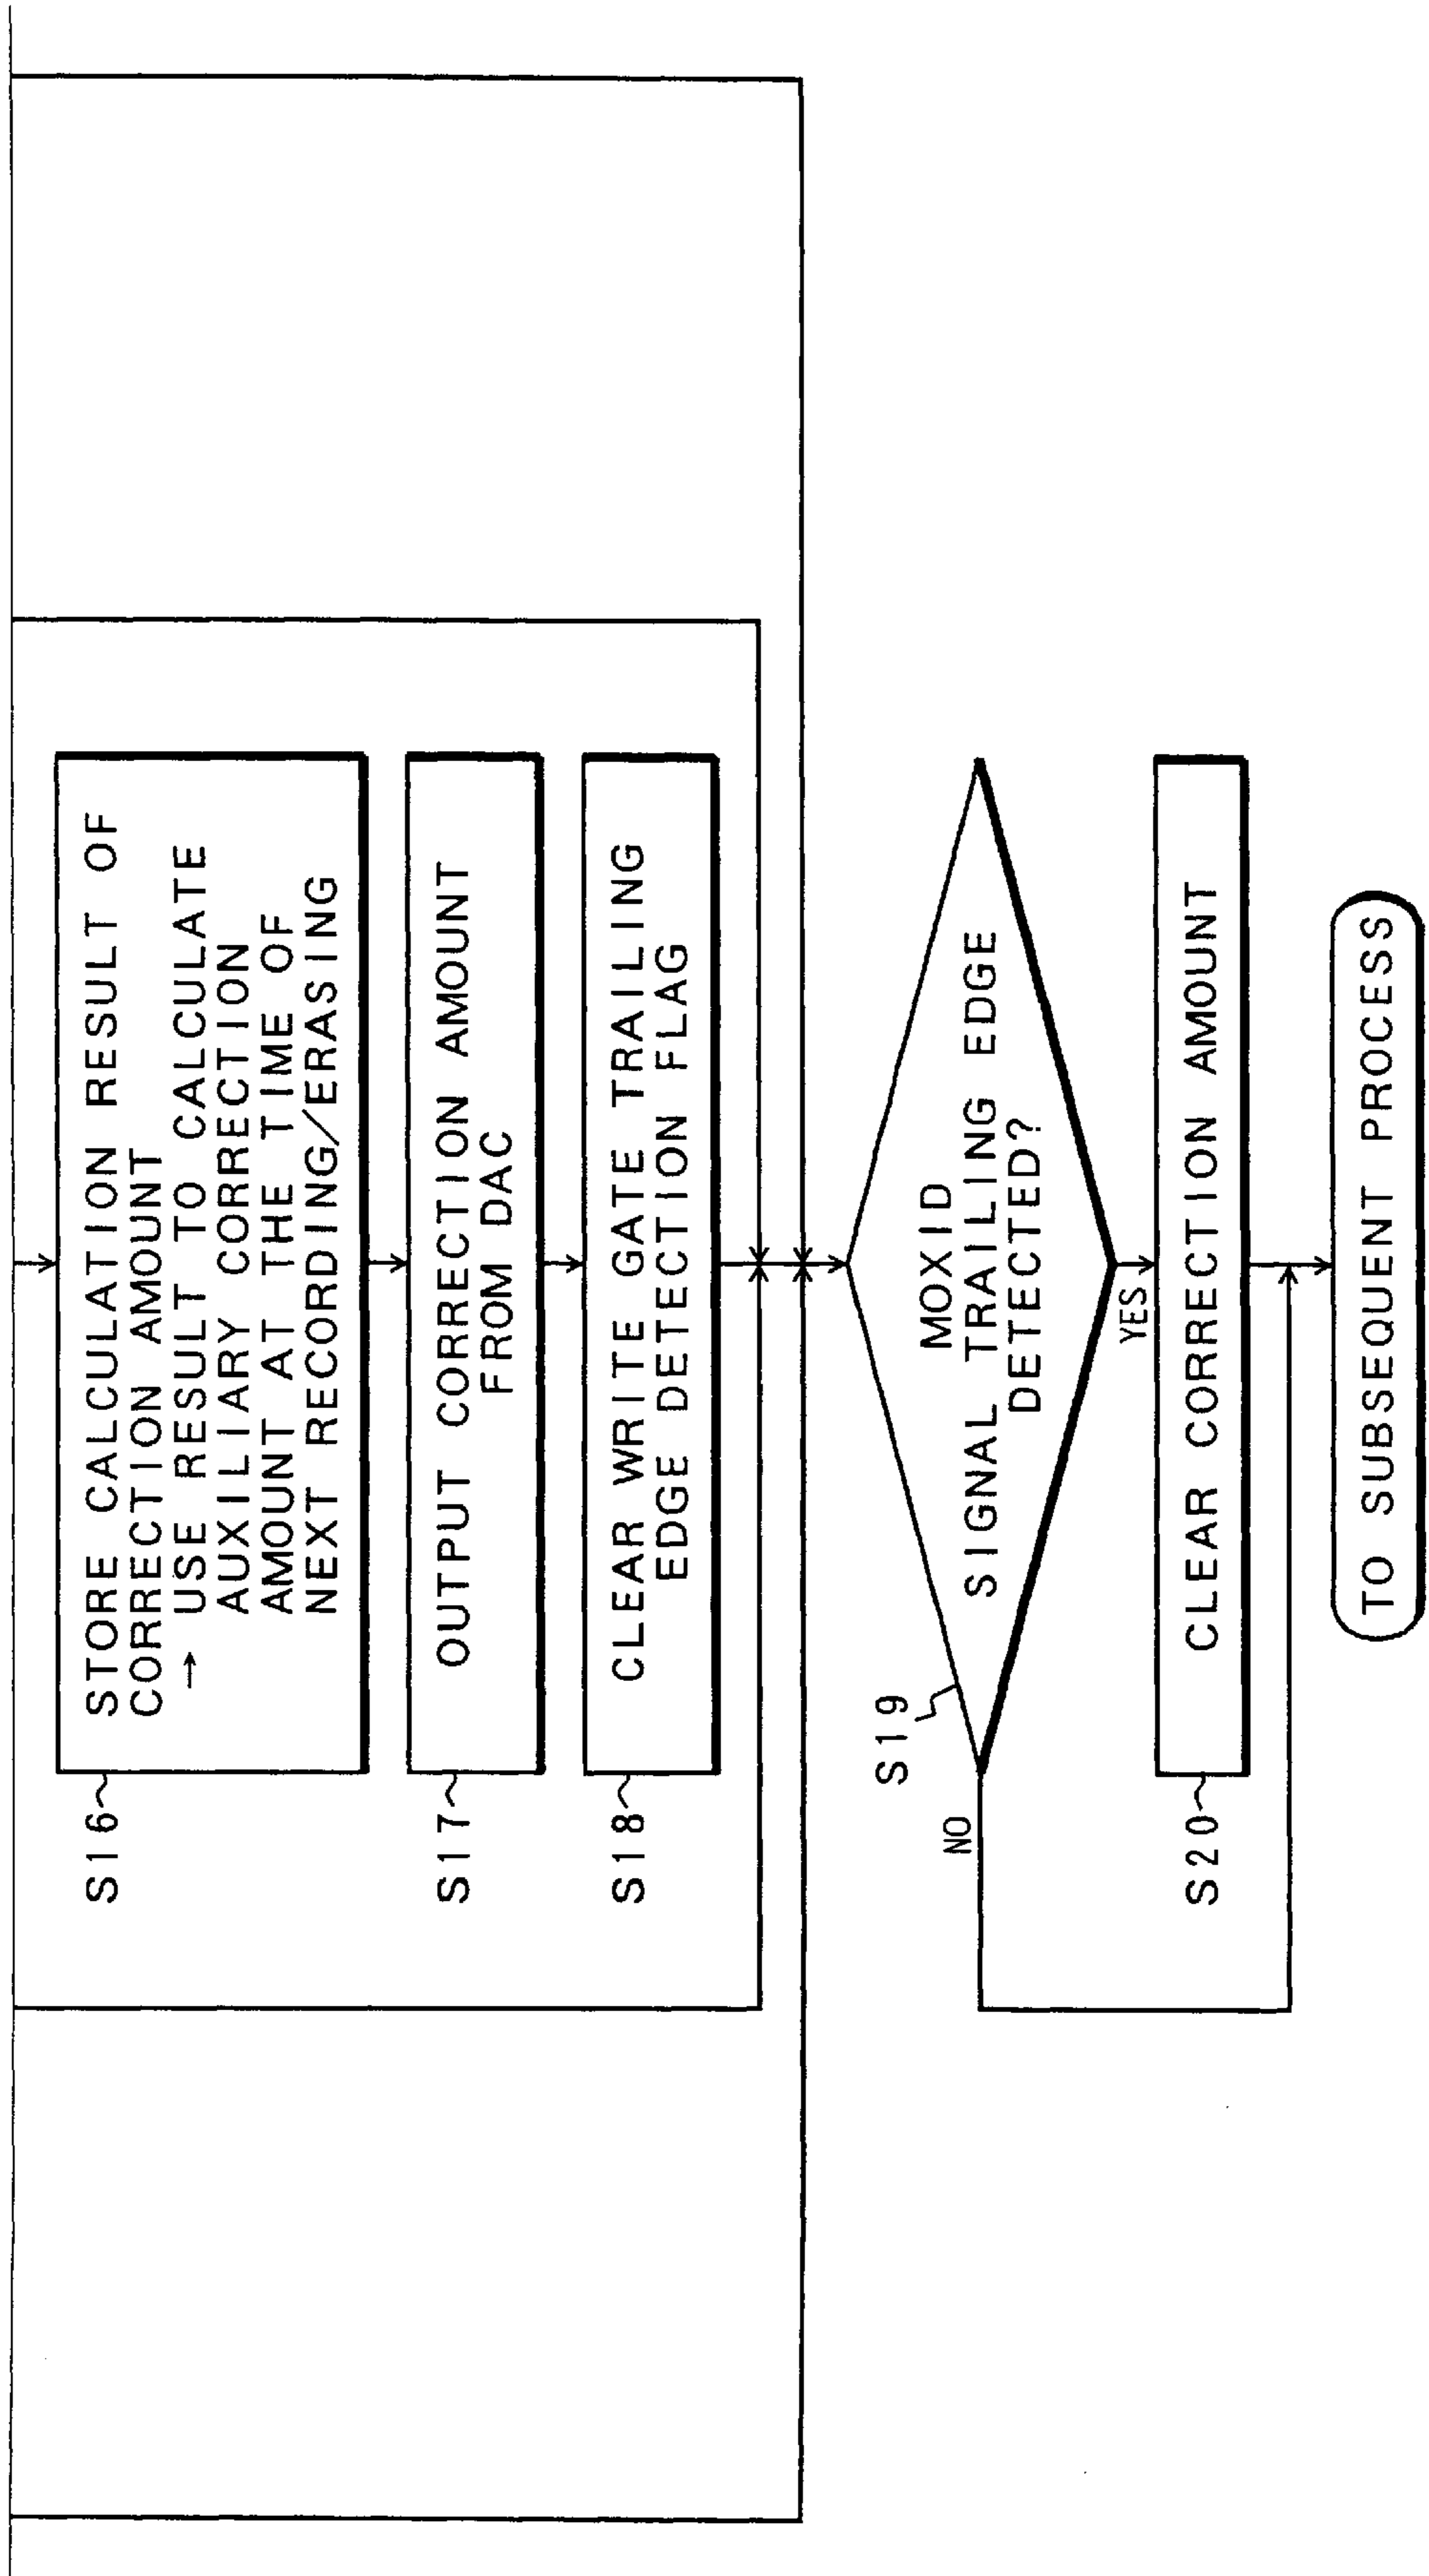 S16
STORE CALCULATION RESULT OF
CORRECTION AMOUNT
→ USE RESULT TO CALCULATE
AUXILIARY CORRECTION
AMOUNT AT THE TIME OF
NEXT RECORDING/ERASING
S17
OUTPUT CORRECTION AMOUNT
FROM DAC
S18
CLEAR WRITE GATE TRAILING
EDGE DETECTION FLAG
S19
MOXID
SIGNAL TRAILING EDGE
DETECTED?
NO
YES
S20
CLEAR CORRECTION AMOUNT
TO SUBSEQUENT PROCESS